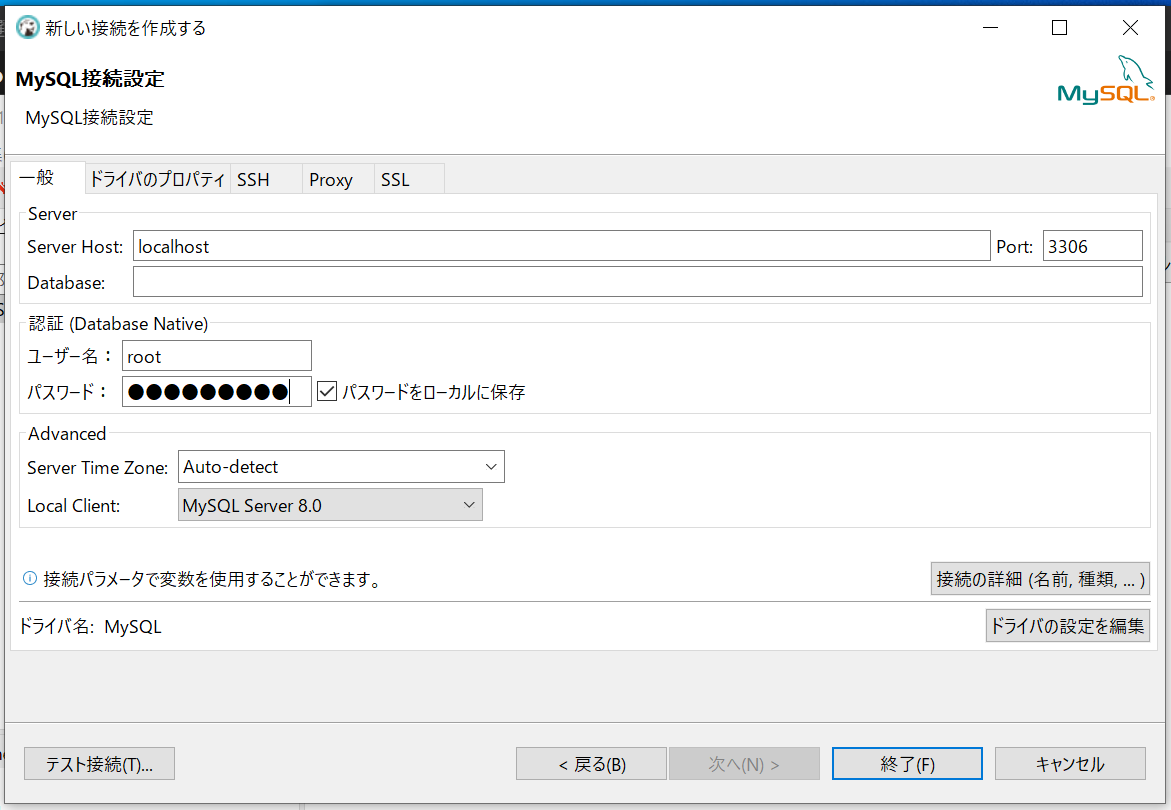 新しい接続を作成する
MySQL接続設定
MySQL®
MySQL接続設定
一般 ドライバのプロパティ SSH Proxy SSL
Server
Server Host: localhost Port: 3306
Database:
認証 (Database Native)
ユーザー名： root
パスワード： ●●●●●●●●● パスワードをローカルに保存
Advanced
Server Time Zone: Auto-detect
Local Client: MySQL Server 8.0
接続パラメータで変数を使用することができます。 接続の詳細 (名前, 種類, ... )
ドライバ名: MySQL ドライバの設定を編集
テスト接続(T)... < 戻る(B) 次へ(N) > 終了(F) キャンセル